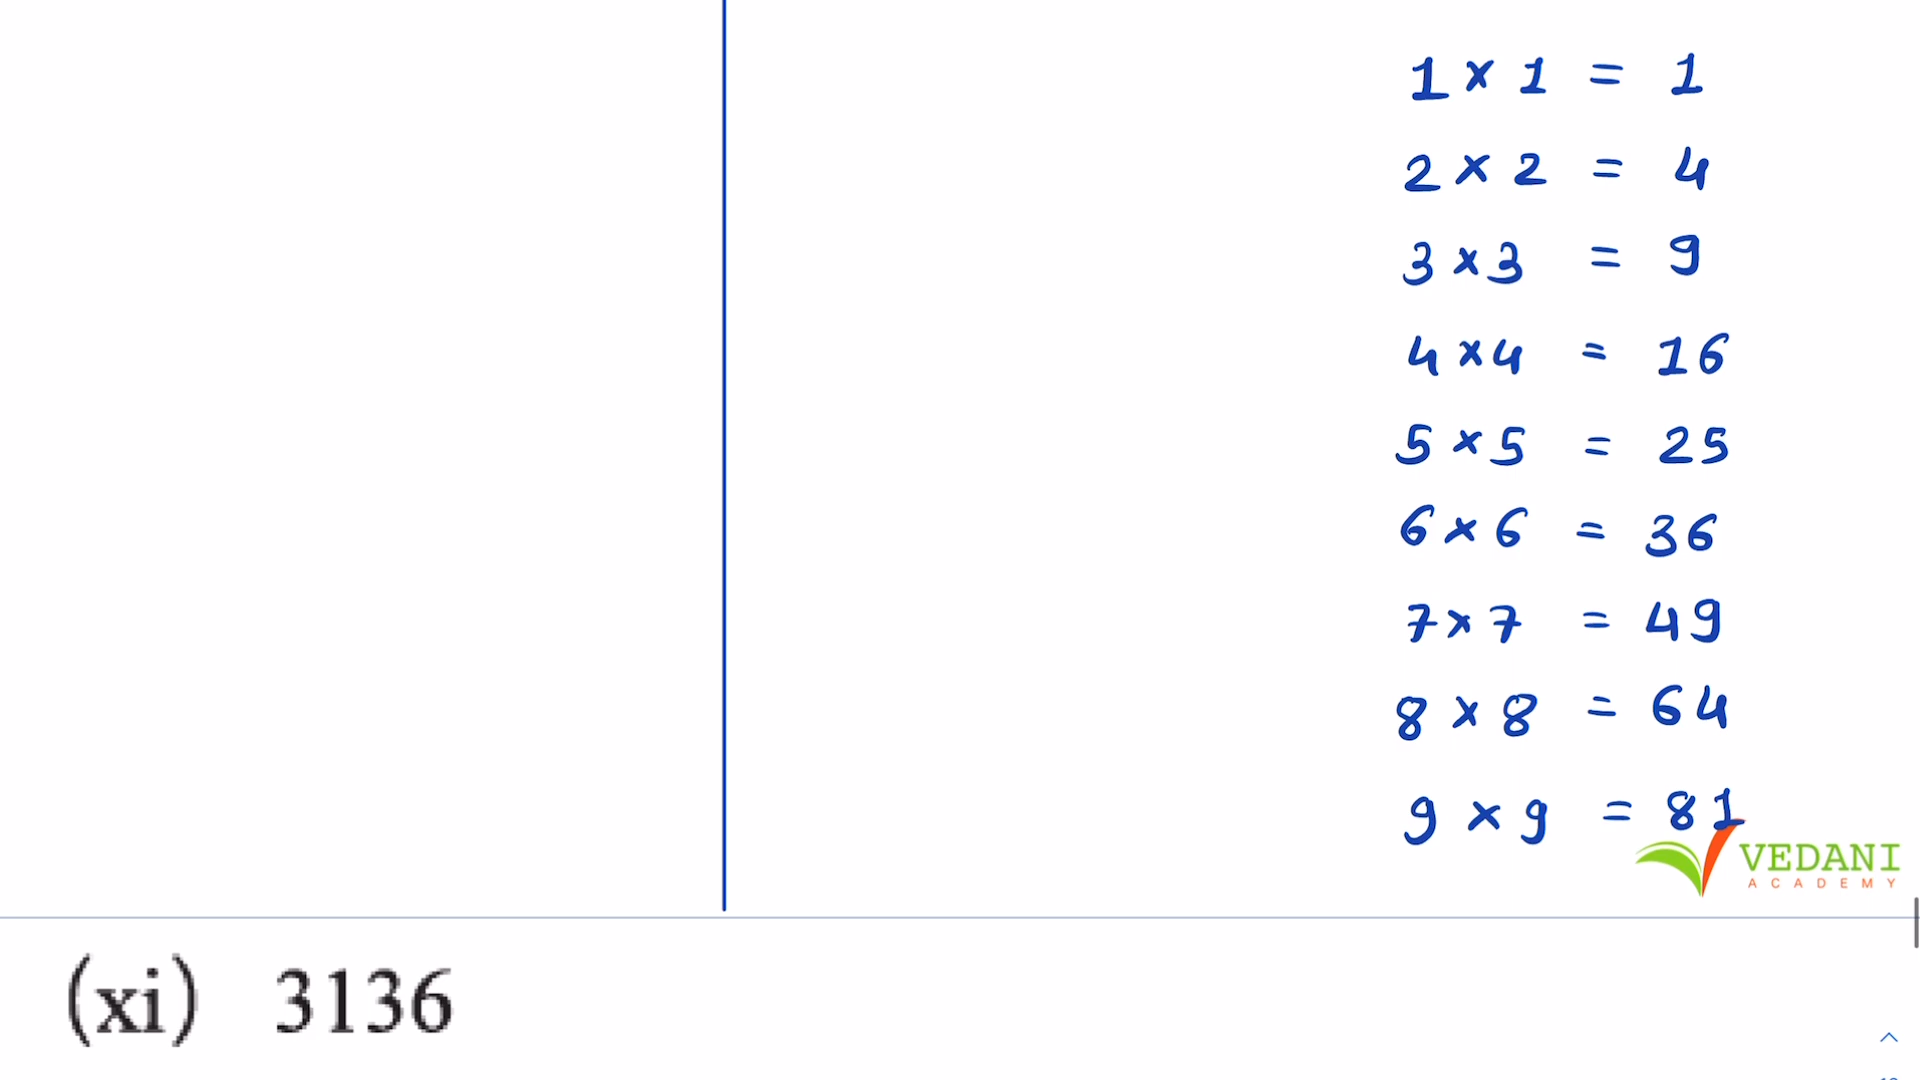 1 × 1 = 1
2 × 2 = 4
3 × 3 = 9
4 × 4 = 16
5 × 5 = 25
6 × 6 = 36
7 × 7 = 49
8 × 8 = 64
9 × 9 = 81
VEDANI
ACADEMY
(xi) 3136